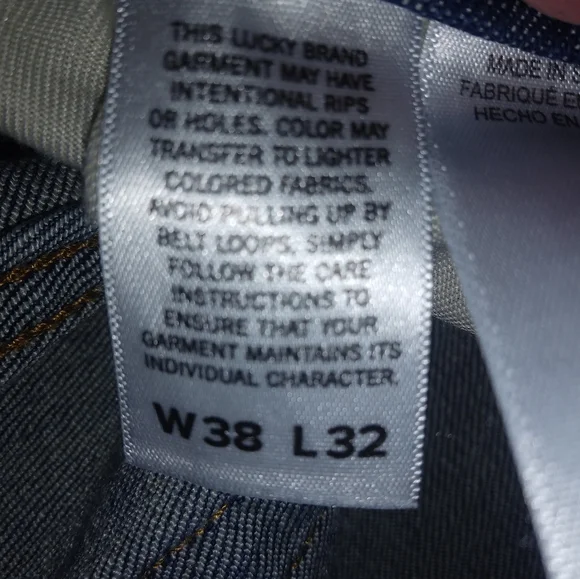 THIS LUCKY BRAND
GARMENT MAY HAVE
INTENTIONAL RIPS
OR HOLES. COLOR MAY
TRANSFER TO LIGHTER
COLORED FABRICS.
AVOID PULLING UP BY
BELT LOOPS. SIMPLY
FOLLOW THE CARE
INSTRUCTIONS TO
ENSURE THAT YOUR
GARMENT MAINTAINS ITS
INDIVIDUAL CHARACTER.
W38 L32
MADE IN
FABRIQUÉ
HECHO EN